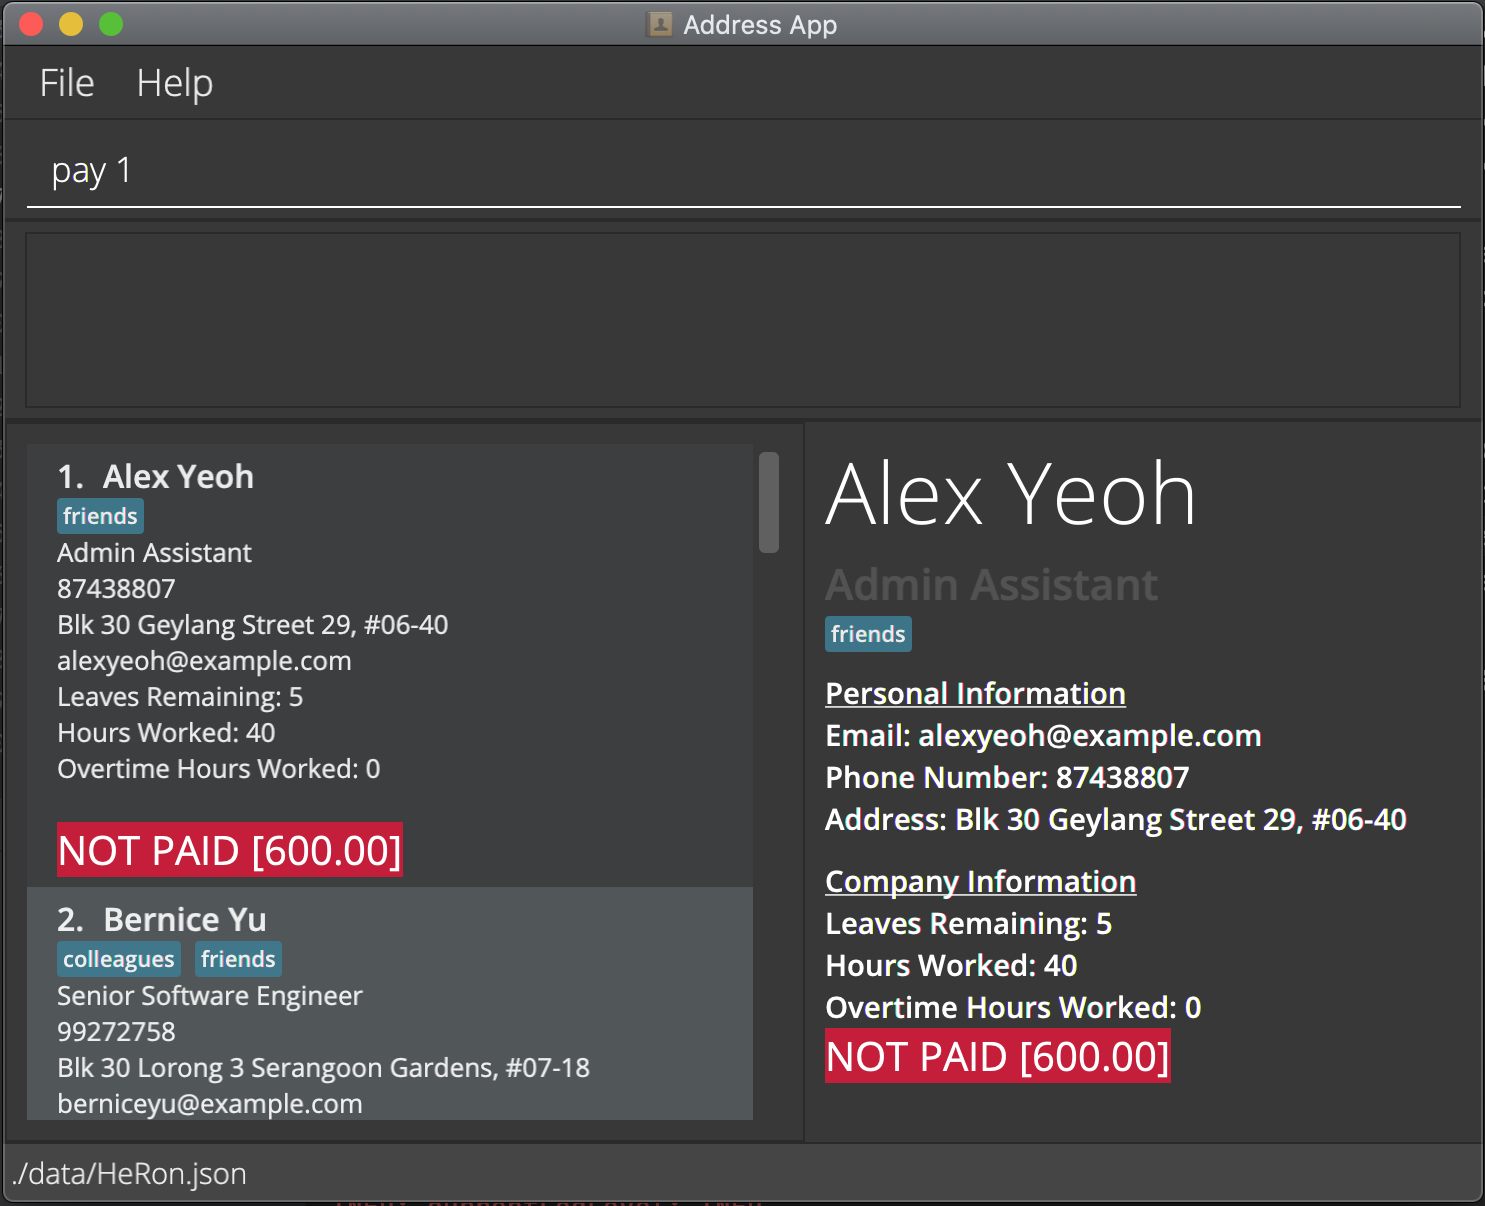 Address App
File Help
pay 1
1. Alex Yeoh
friends
Admin Assistant
87438807
Blk 30 Geylang Street 29, #06-40
alexyeoh@example.com
Leaves Remaining: 5
Hours Worked: 40
Overtime Hours Worked: 0
NOT PAID [600.00]
2. Bernice Yu
colleagues friends
Senior Software Engineer
99272758
Blk 30 Lorong 3 Serangoon Gardens, #07-18
berniceyu@example.com
Alex Yeoh
Admin Assistant
friends
Personal Information
Email: alexyeoh@example.com
Phone Number: 87438807
Address: Blk 30 Geylang Street 29, #06-40
Company Information
Leaves Remaining: 5
Hours Worked: 40
Overtime Hours Worked: 0
NOT PAID [600.00]
./data/HeRon.json